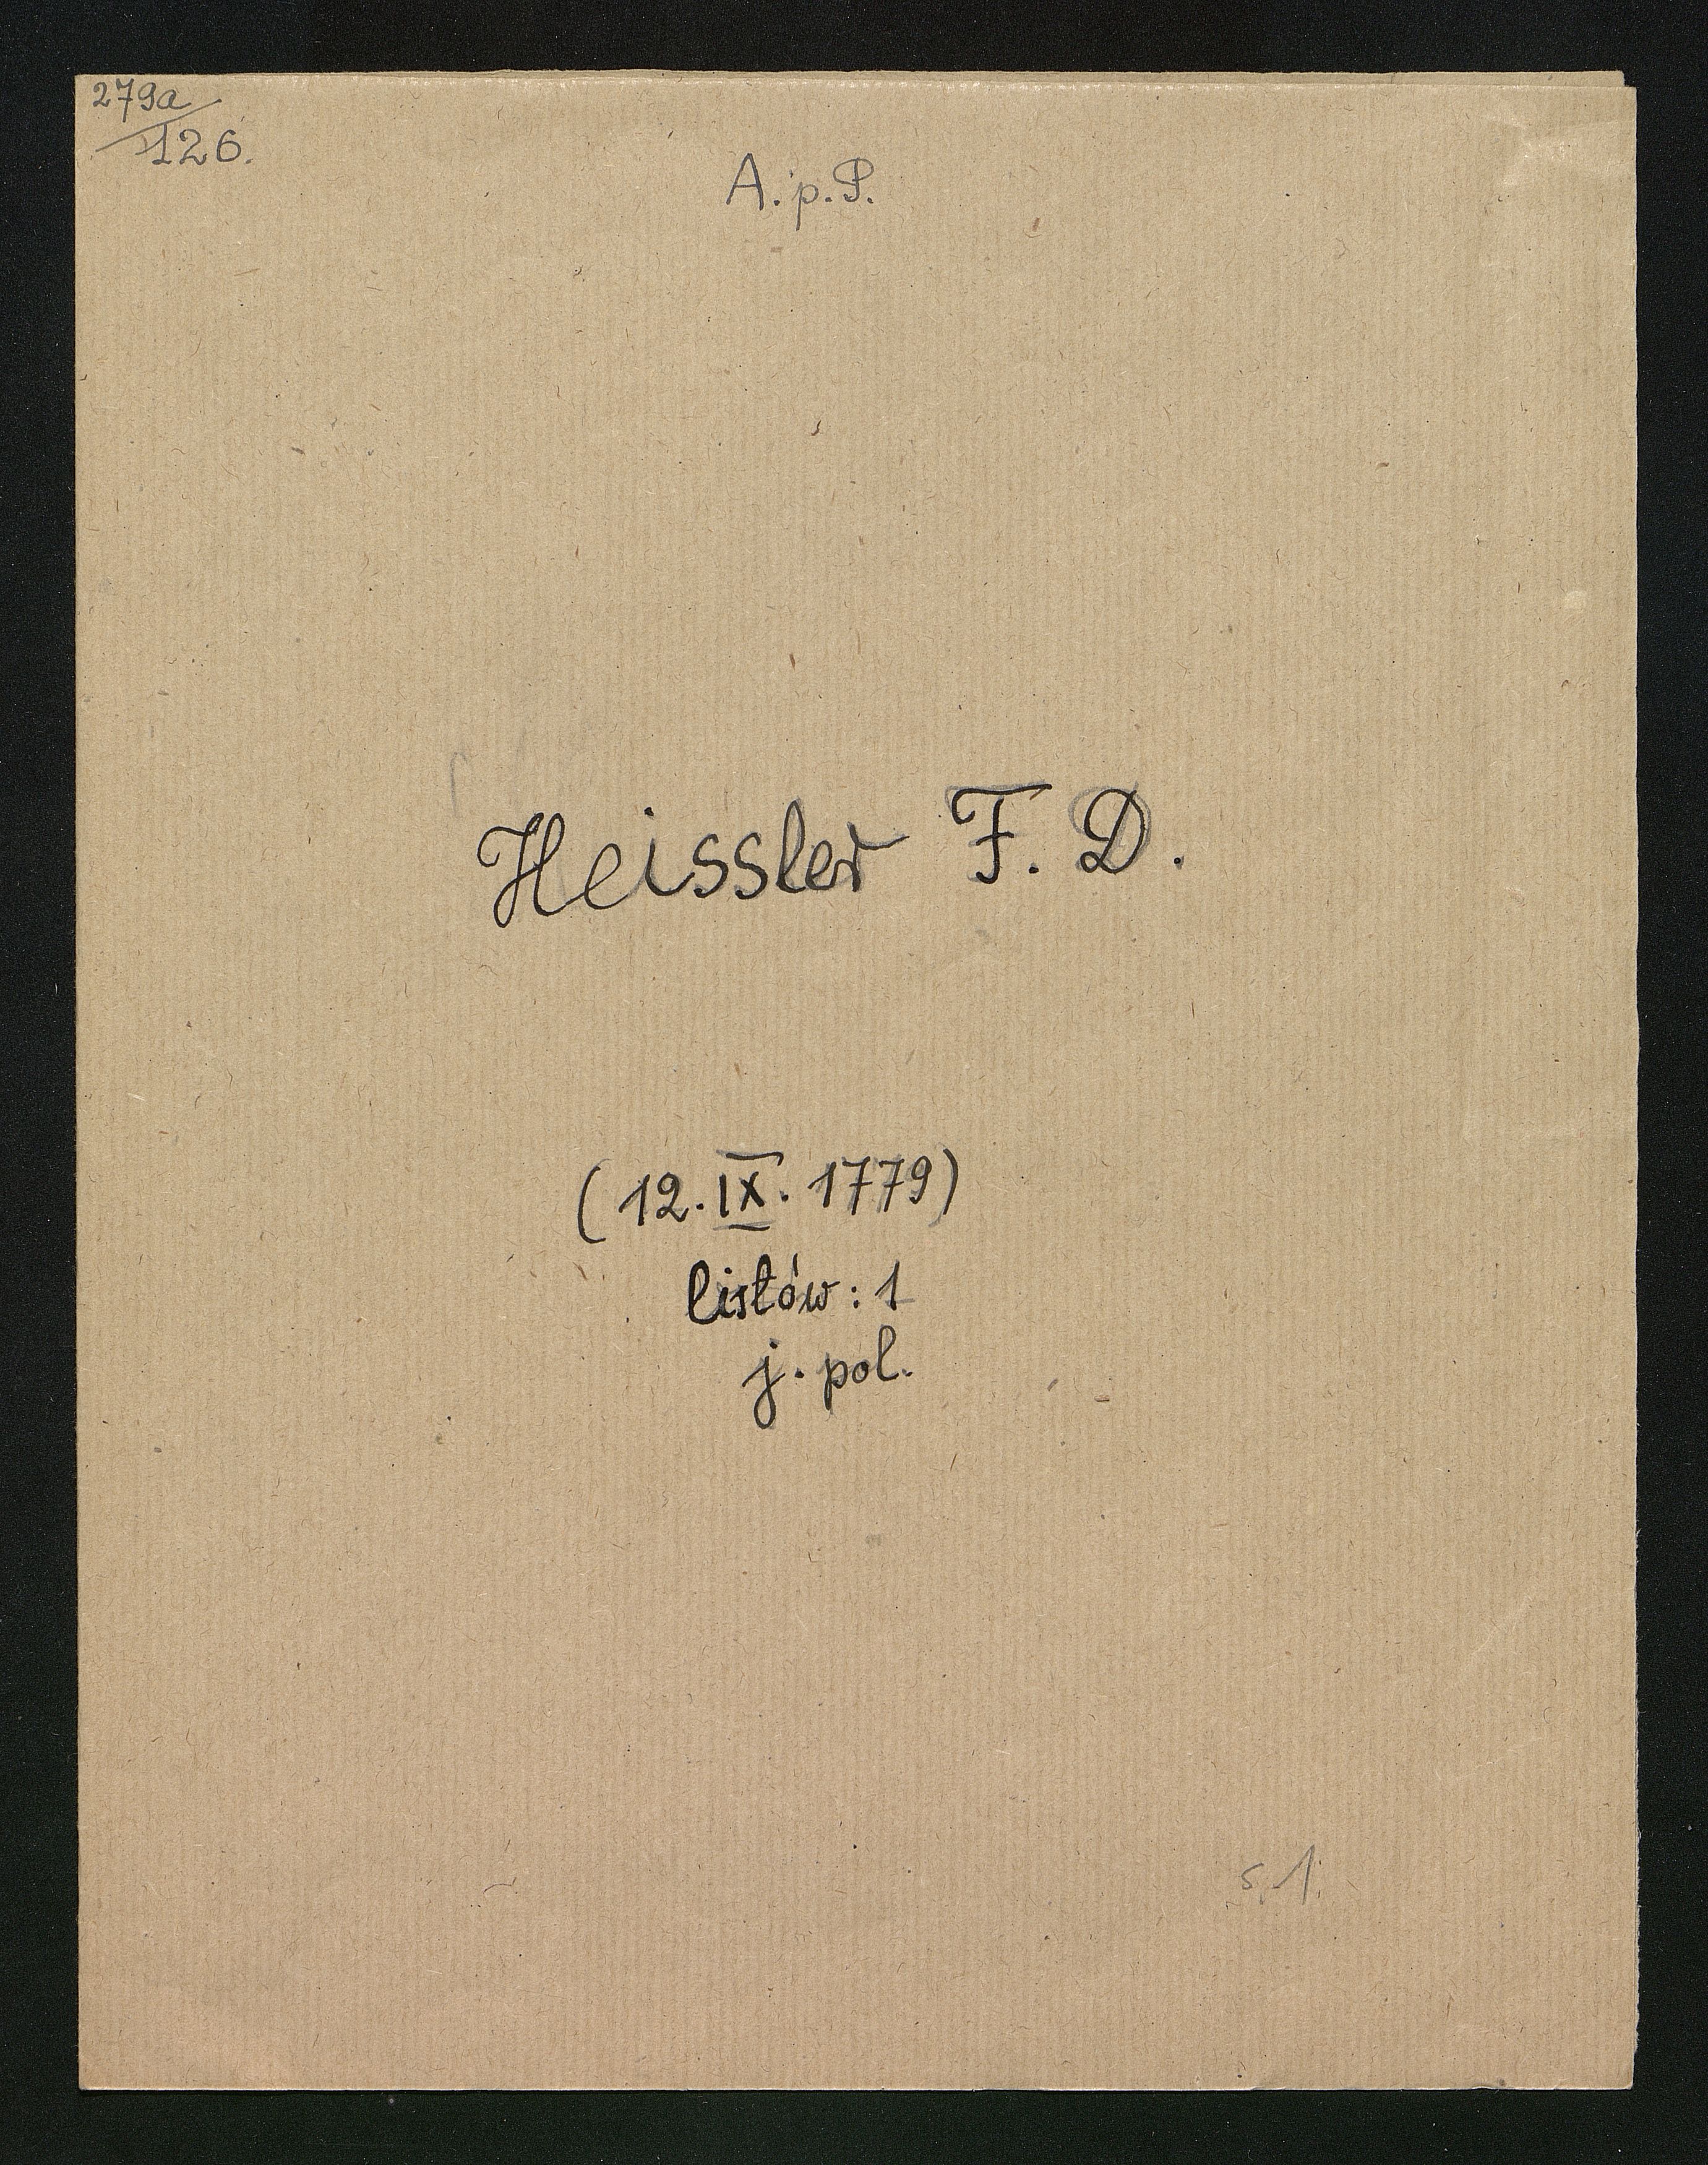 279a/126.
A.p.P.
Heissler F. D.
(12. IX. 1779)
listów: 1
j. pol.
s. 1.